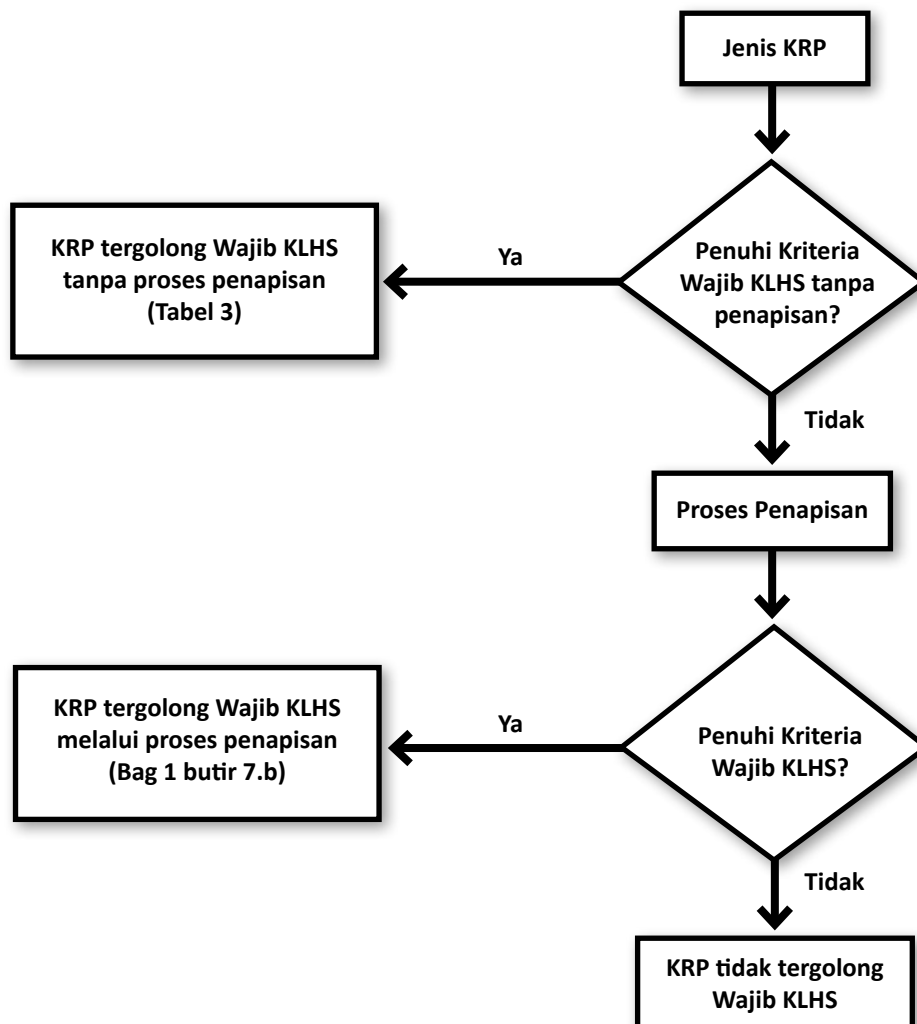 Jenis KRP
Penuhi Kriteria
Wajib KLHS tanpa
penapisan?
Ya
KRP tergolong Wajib KLHS
tanpa proses penapisan
(Tabel 3)
Tidak
Proses Penapisan
Penuhi Kriteria
Wajib KLHS?
Ya
KRP tergolong Wajib KLHS
melalui proses penapisan
(Bag 1 butir 7.b)
Tidak
KRP tidak tergolong
Wajib KLHS